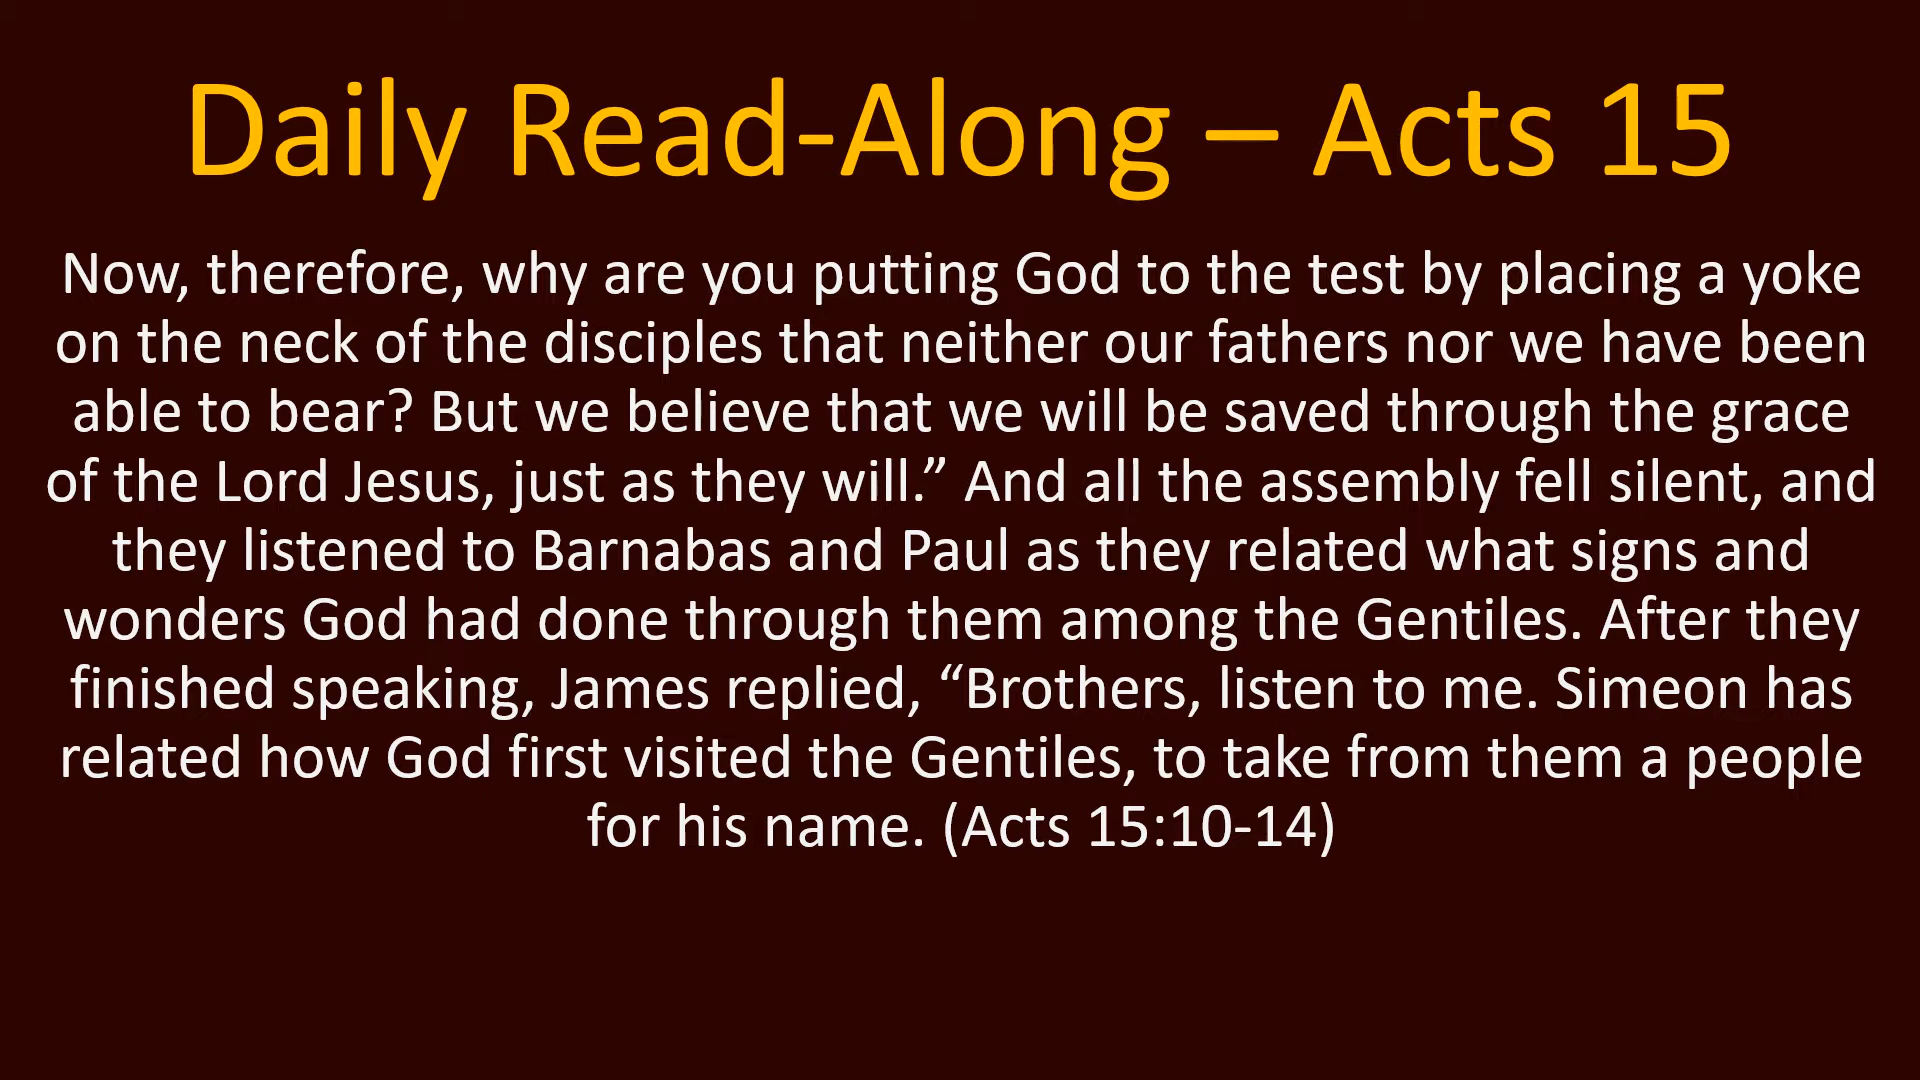 Daily Read-Along – Acts 15
Now, therefore, why are you putting God to the test by placing a yoke
on the neck of the disciples that neither our fathers nor we have been
able to bear? But we believe that we will be saved through the grace
of the Lord Jesus, just as they will.” And all the assembly fell silent, and
they listened to Barnabas and Paul as they related what signs and
wonders God had done through them among the Gentiles. After they
finished speaking, James replied, “Brothers, listen to me. Simeon has
related how God first visited the Gentiles, to take from them a people
for his name. (Acts 15:10-14)